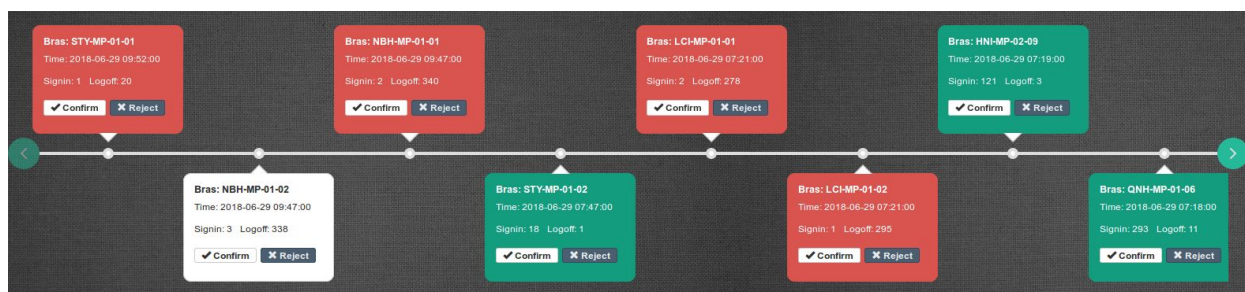 Bras: STY-MP-01-01
Time: 2018-06-29 09:52:00
Signin: 1 Logoff: 20
Confirm Reject
Bras: NBH-MP-01-01
Time: 2018-06-29 09:47:00
Signin: 2 Logoff: 340
Confirm Reject
Bras: LCI-MP-01-01
Time: 2018-06-29 07:21:00
Signin: 2 Logoff: 278
Confirm Reject
Bras: HNI-MP-02-09
Time: 2018-06-29 07:19:00
Signin: 121 Logoff: 3
Confirm Reject
Bras: NBH-MP-01-02
Time: 2018-06-29 09:47:00
Signin: 3 Logoff: 338
Confirm Reject
Bras: STY-MP-01-02
Time: 2018-06-29 07:47:00
Signin: 18 Logoff: 1
Confirm Reject
Bras: LCI-MP-01-02
Time: 2018-06-29 07:21:00
Signin: 1 Logoff: 295
Confirm Reject
Bras: QNH-MP-01-06
Time: 2018-06-29 07:18:00
Signin: 293 Logoff: 11
Confirm Reject